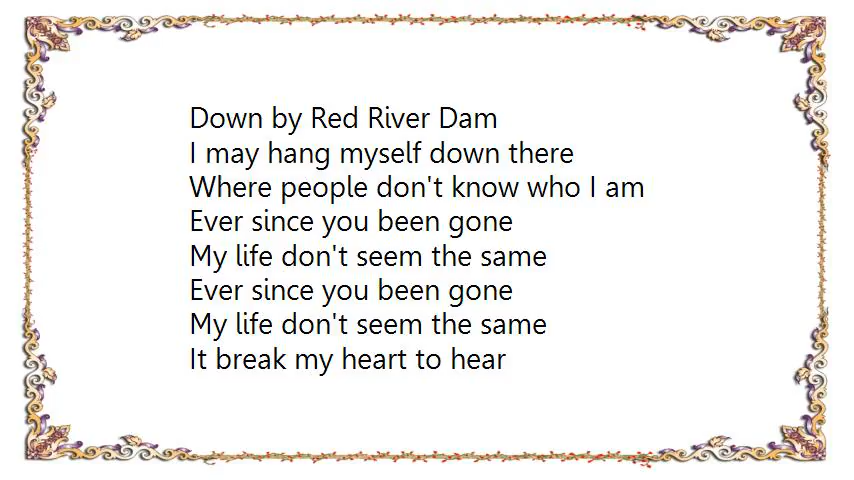 Down by Red River Dam
I may hang myself down there
Where people don't know who I am
Ever since you been gone
My life don't seem the same
Ever since you been gone
My life don't seem the same
It break my heart to hear